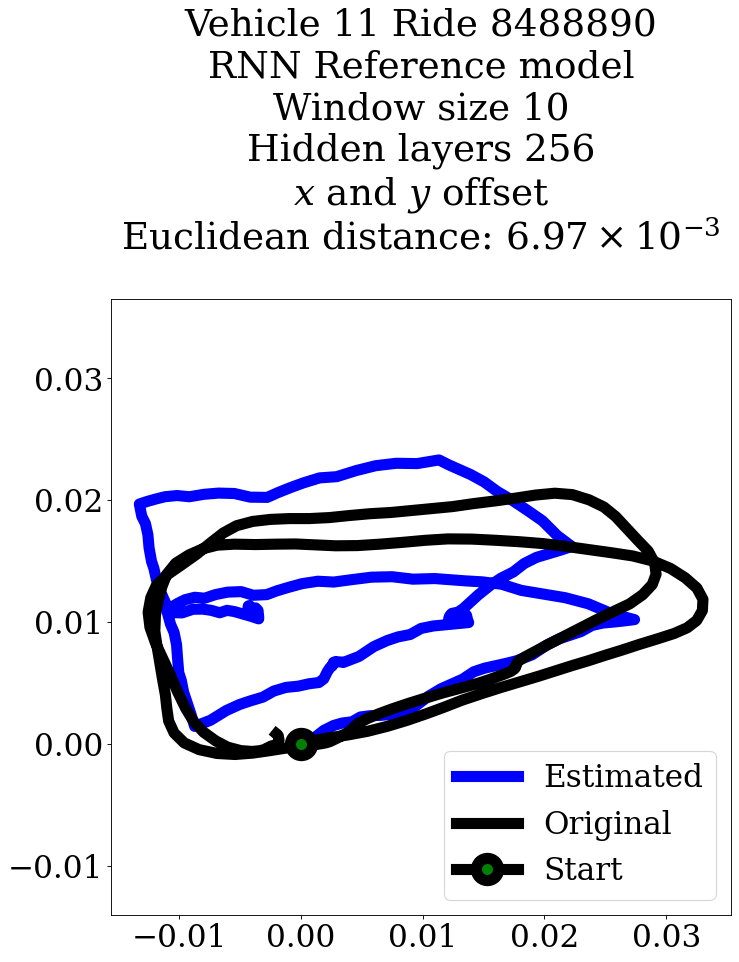 Vehicle 11 Ride 8488890
RNN Reference model
Window size 10
Hidden layers 256
x and y offset
Euclidean distance: 6.97 × 10⁻³
0.03
0.02
0.01
0.00
−0.01
Estimated
Original
Start
−0.01 0.00 0.01 0.02 0.03